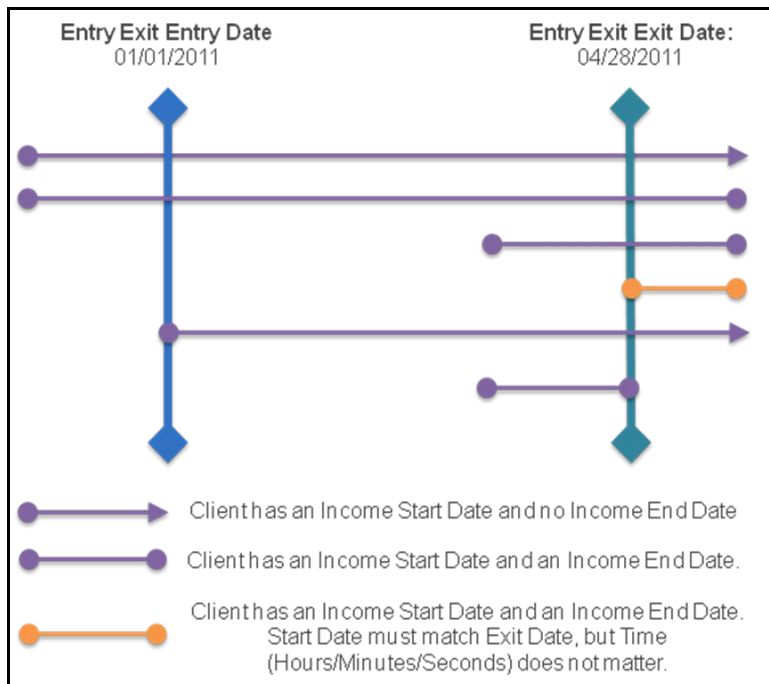 Entry Exit Entry Date
01/01/2011
Entry Exit Exit Date:
04/28/2011
Client has an Income Start Date and no Income End Date
Client has an Income Start Date and an Income End Date.
Client has an Income Start Date and an Income End Date.
Start Date must match Exit Date, but Time
(Hours/Minutes/Seconds) does not matter.